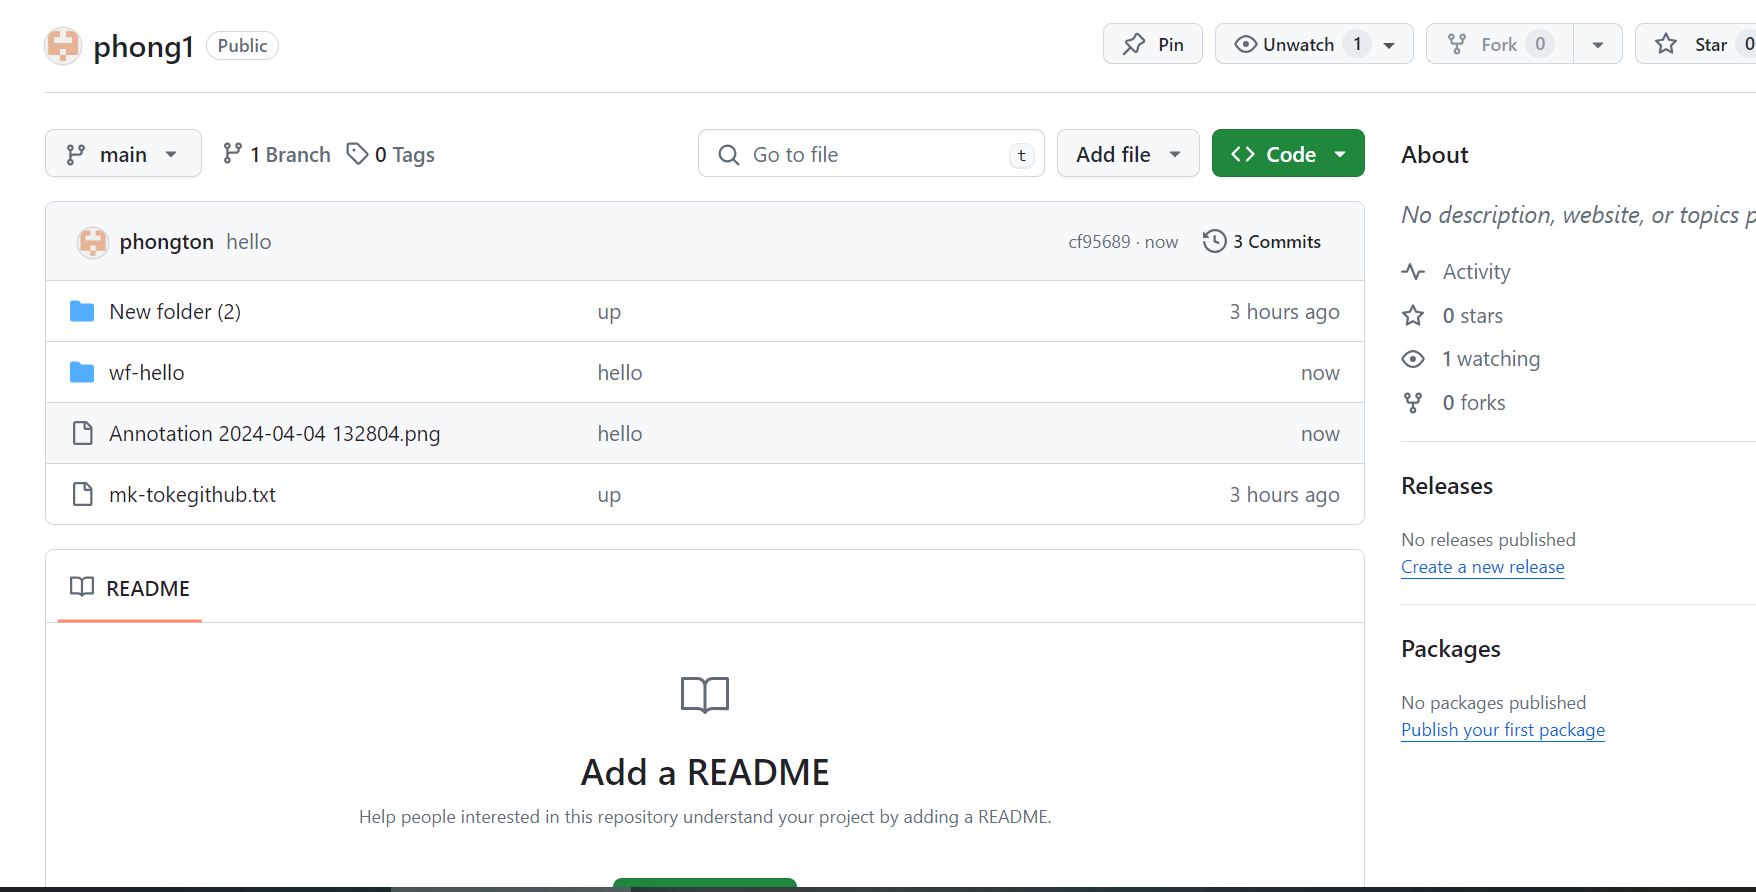 phong1 Public
Pin
Unwatch 1
Fork 0
Star 0
main
1 Branch
0 Tags
Go to file t
Add file
Code
phongton hello
cf95689 · now
3 Commits
New folder (2) up 3 hours ago
wf-hello hello now
Annotation 2024-04-04 132804.png hello now
mk-tokegithub.txt up 3 hours ago
README
Add a README
Help people interested in this repository understand your project by adding a README.
About
No description, website, or topics p
Activity
0 stars
1 watching
0 forks
Releases
No releases published
Create a new release
Packages
No packages published
Publish your first package